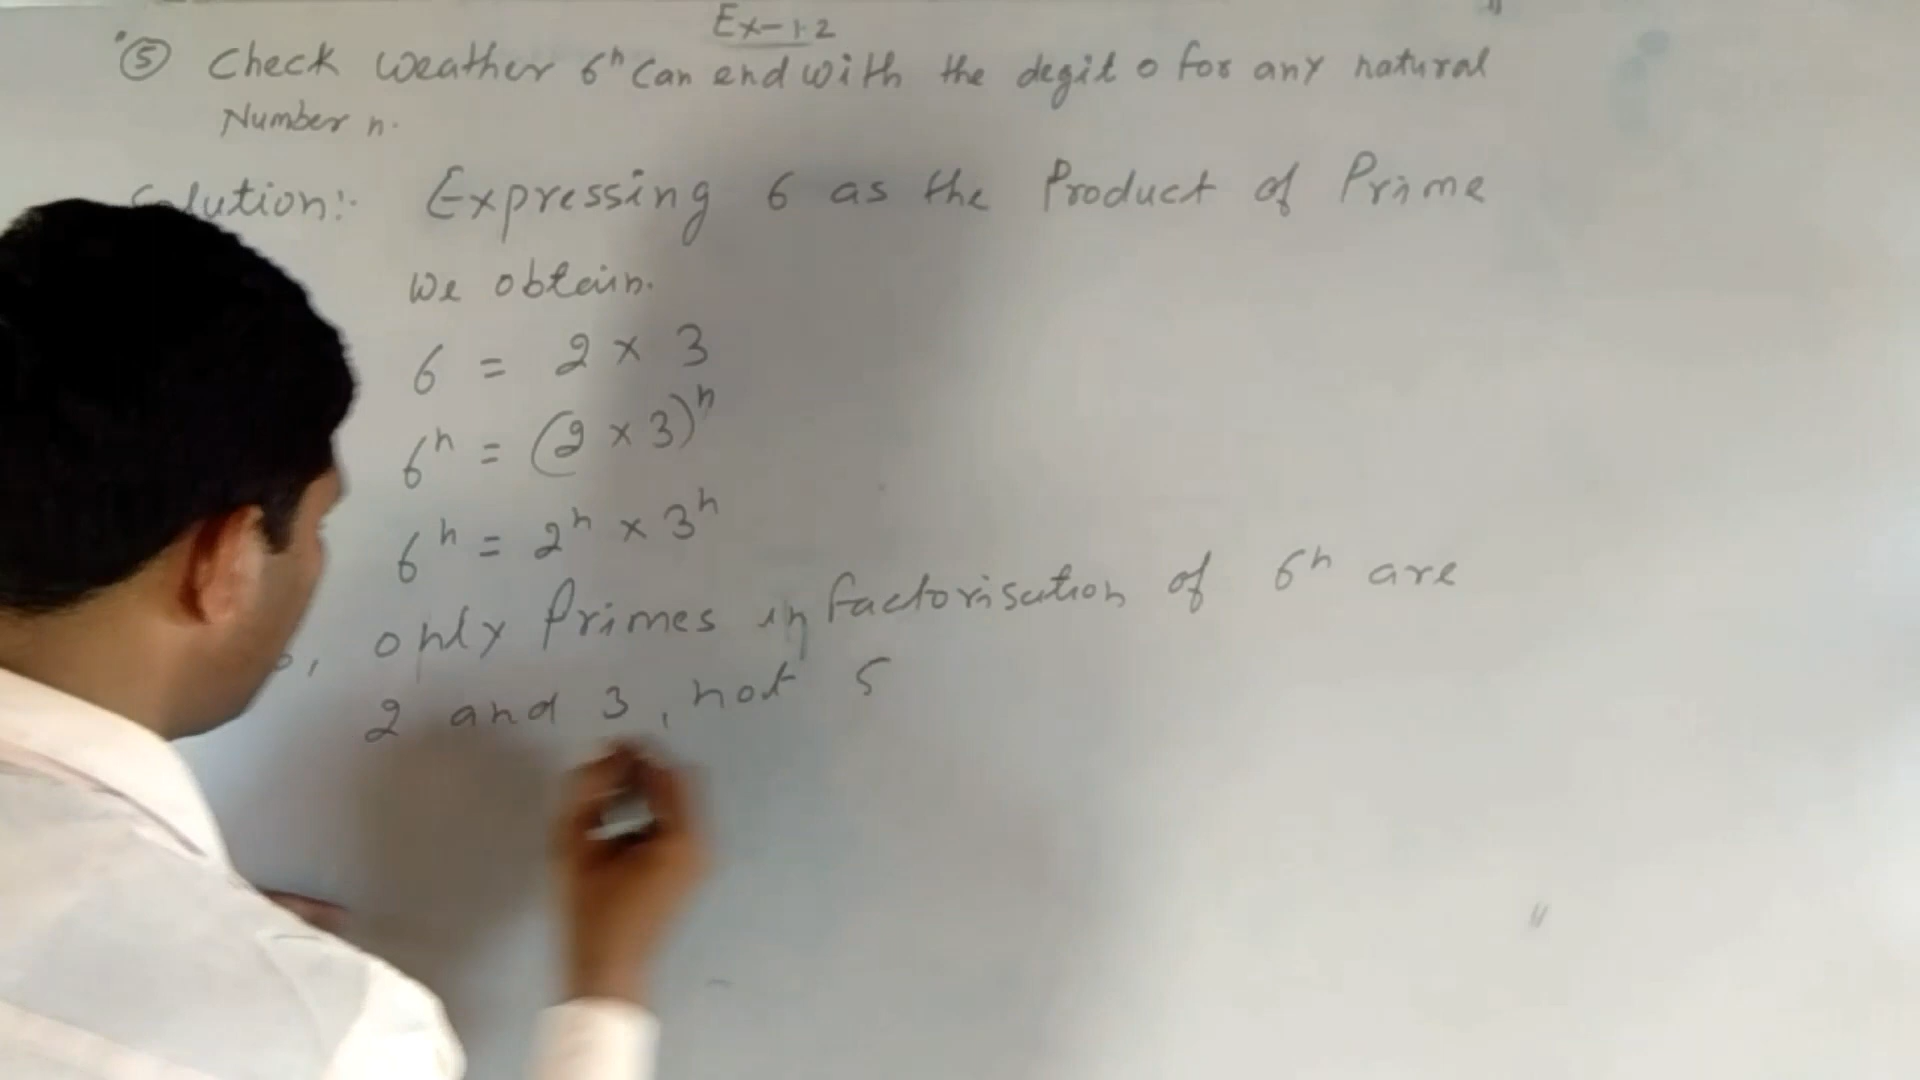 Ex-1.2
⑤ Check weather 6ⁿ Can end with the degit 0 for any natural
Number n.
Solution:- Expressing 6 as the Product of Prime
We obtain.
6 = 2 × 3
6ⁿ = (2 × 3)ⁿ
6ⁿ = 2ⁿ × 3ⁿ
only Primes in factorisation of 6ⁿ are
2 and 3, not 5